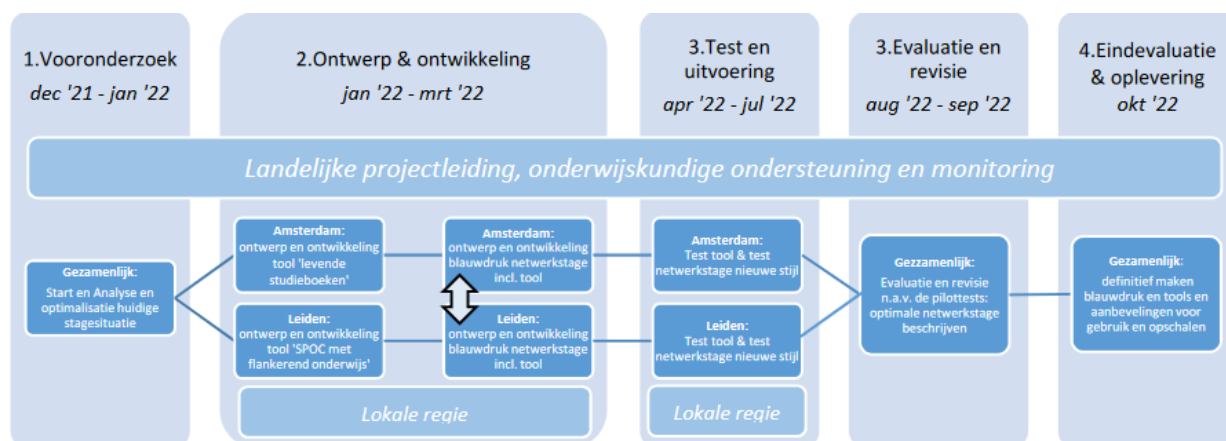 1.Vooronderzoek
dec '21 - jan '22
2.Ontwerp & ontwikkeling
jan '22 - mrt '22
3.Test en
uitvoering
apr '22 - jul '22
3.Evaluatie en
revisie
aug '22 - sep '22
4.Eindevaluatie
& oplevering
okt '22
Landelijke projectleiding, onderwijskundige ondersteuning en monitoring
Gezamenlijk:
Start en Analyse en
optimalisatie huidige
stagesituatie
Amsterdam:
ontwerp en ontwikkeling
tool 'levende
studieboeken'
Leiden:
ontwerp en ontwikkeling
tool 'SPOC met
flankerend onderwijs'
Amsterdam:
ontwerp en ontwikkeling
blauwdruk netwerkstage
incl. tool
Leiden:
ontwerp en ontwikkeling
blauwdruk netwerkstage
incl. tool
Lokale regie
Amsterdam:
Test tool & test
netwerkstage nieuwe stijl
Leiden:
Test tool & test
netwerkstage nieuwe stijl
Lokale regie
Gezzamenlijk:
Evaluatie en revisie
n.a.v. de pilottests:
optimale netwerkstage
beschrijven
Gezamenlijk:
definitief maken
blauwdruk en tools en
aanbevelingen voor
gebruik en opschalen